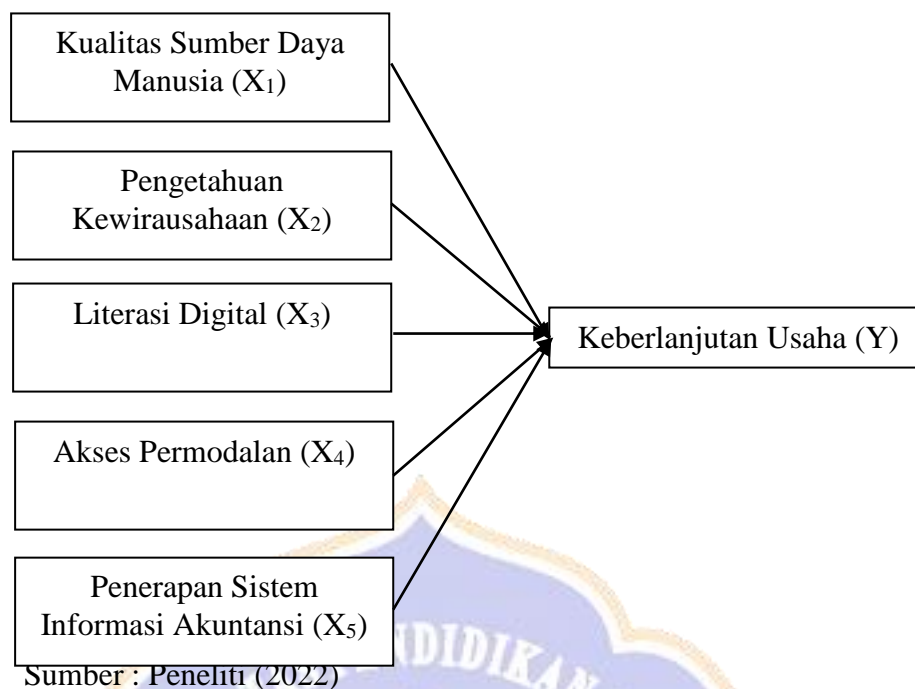 Kualitas Sumber Daya
Manusia (X₁)
Pengetahuan
Kewirausahaan (X₂)
Literasi Digital (X₃)
Keberlanjutan Usaha (Y)
Akses Permodalan (X₄)
Penerapan Sistem
Informasi Akuntansi (X₅)
Sumber : Peneliti (2022)